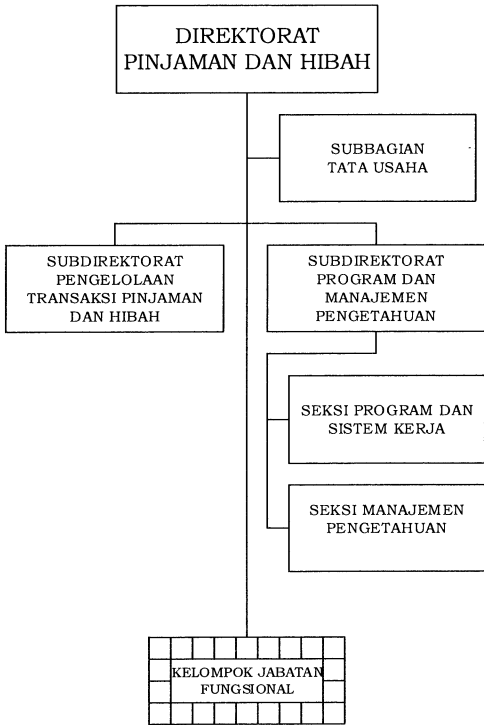 DIREKTORAT
PINJAMAN DAN HIBAH
SUBBAGIAN
TATA USAHA
SUBDIREKTORAT
PENGELOLAAN
TRANSAKSI PINJAMAN
DAN HIBAH
SUBDIREKTORAT
PROGRAM DAN
MANAJEMEN
PENGETAHUAN
SEKSI PROGRAM DAN
SISTEM KERJA
SEKSI MANAJEMEN
PENGETAHUAN
KELOMPOK JABATAN
FUNGSIONAL